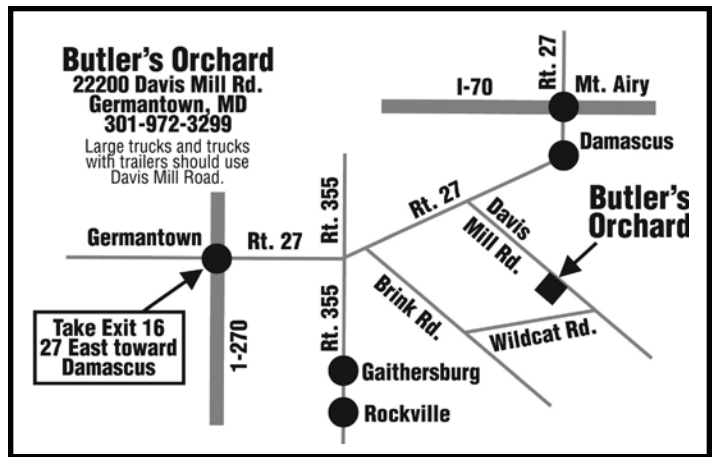 Butler's Orchard
22200 Davis Mill Rd.
Germantown, MD
301-972-3299
Large trucks and trucks
with trailers should use
Davis Mill Road.
Rt. 27
I-70
Mt. Airy
Damascus
Rt. 355
Rt. 27
Davis
Mill Rd.
Butler's
Orchard
Germantown
Rt. 27
Take Exit 16
27 East toward
Damascus
1-270
Rt. 355
Brink Rd.
Wildcat Rd.
Gaithersburg
Rockville